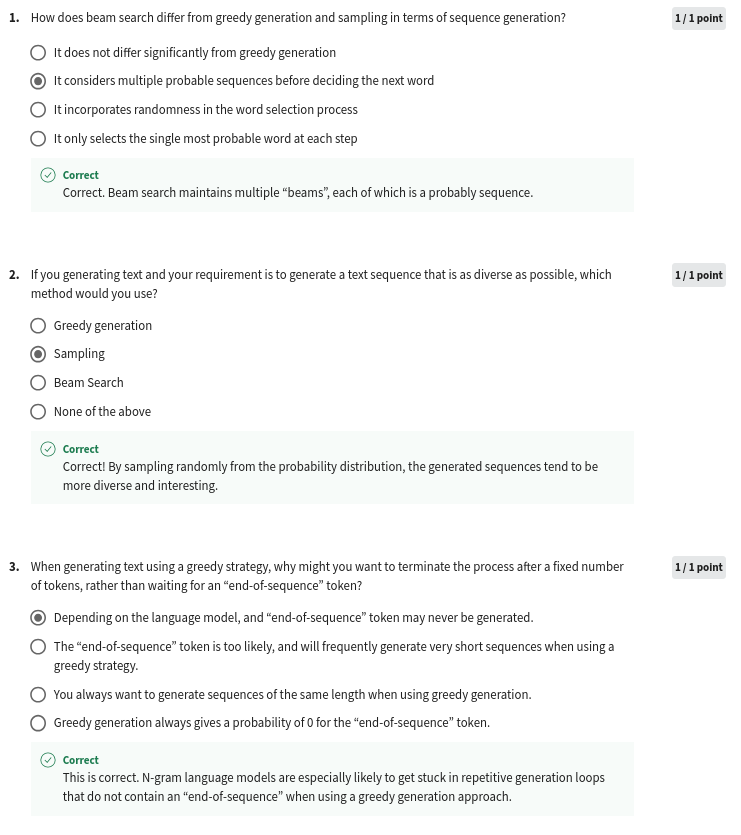 1. How does beam search differ from greedy generation and sampling in terms of sequence generation? 1 / 1 point
It does not differ significantly from greedy generation
It considers multiple probable sequences before deciding the next word
It incorporates randomness in the word selection process
It only selects the single most probable word at each step
Correct
Correct. Beam search maintains multiple “beams”, each of which is a probably sequence.
2. If you generating text and your requirement is to generate a text sequence that is as diverse as possible, which 1 / 1 point
method would you use?
Greedy generation
Sampling
Beam Search
None of the above
Correct
Correct! By sampling randomly from the probability distribution, the generated sequences tend to be
more diverse and interesting.
3. When generating text using a greedy strategy, why might you want to terminate the process after a fixed number 1 / 1 point
of tokens, rather than waiting for an “end-of-sequence” token?
Depending on the language model, and “end-of-sequence” token may never be generated.
The “end-of-sequence” token is too likely, and will frequently generate very short sequences when using a
greedy strategy.
You always want to generate sequences of the same length when using greedy generation.
Greedy generation always gives a probability of 0 for the “end-of-sequence” token.
Correct
This is correct. N-gram language models are especially likely to get stuck in repetitive generation loops
that do not contain an “end-of-sequence” when using a greedy generation approach.